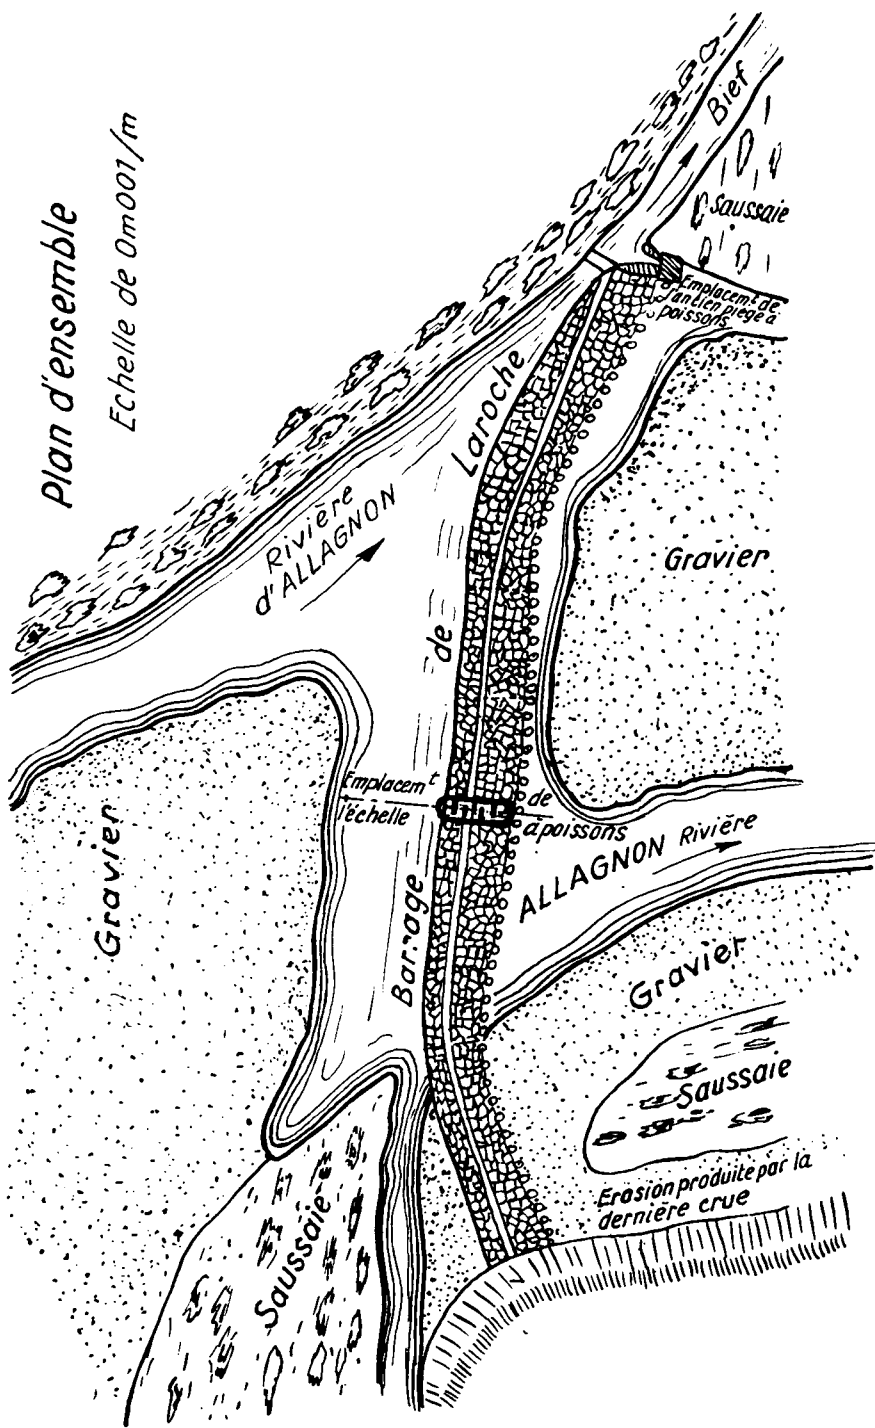 Plan d'ensemble
Echelle de 0m001/m
Bief
Saussaie
Emplacemt de
l'ancien piège à
poissons
Laroche
Rivière
d'ALLAGNON
Gravier
de
Emplacemt de
l'échelle à poissons
Gravier
ALLAGNON Rivière
Barrage
Gravier
Saussaie
Saussaie
Erosion produite par la
dernière crue